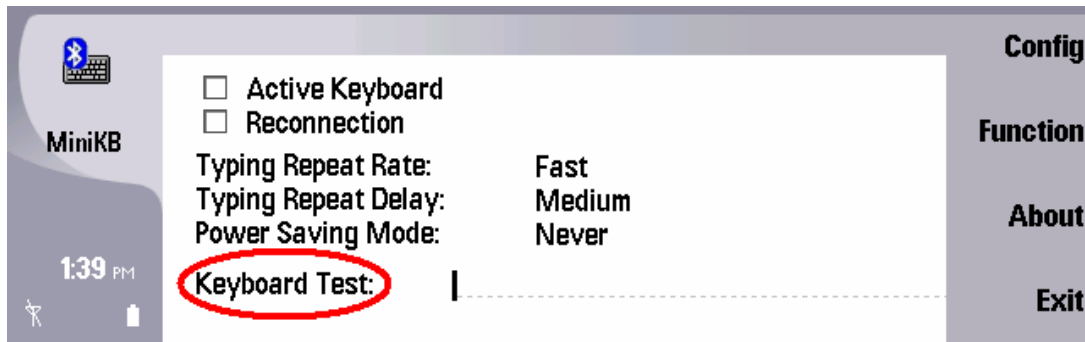 MiniKB
1:39 PM
Active Keyboard
Reconnection
Typing Repeat Rate: Fast
Typing Repeat Delay: Medium
Power Saving Mode: Never
Keyboard Test:
Config
Function
About
Exit